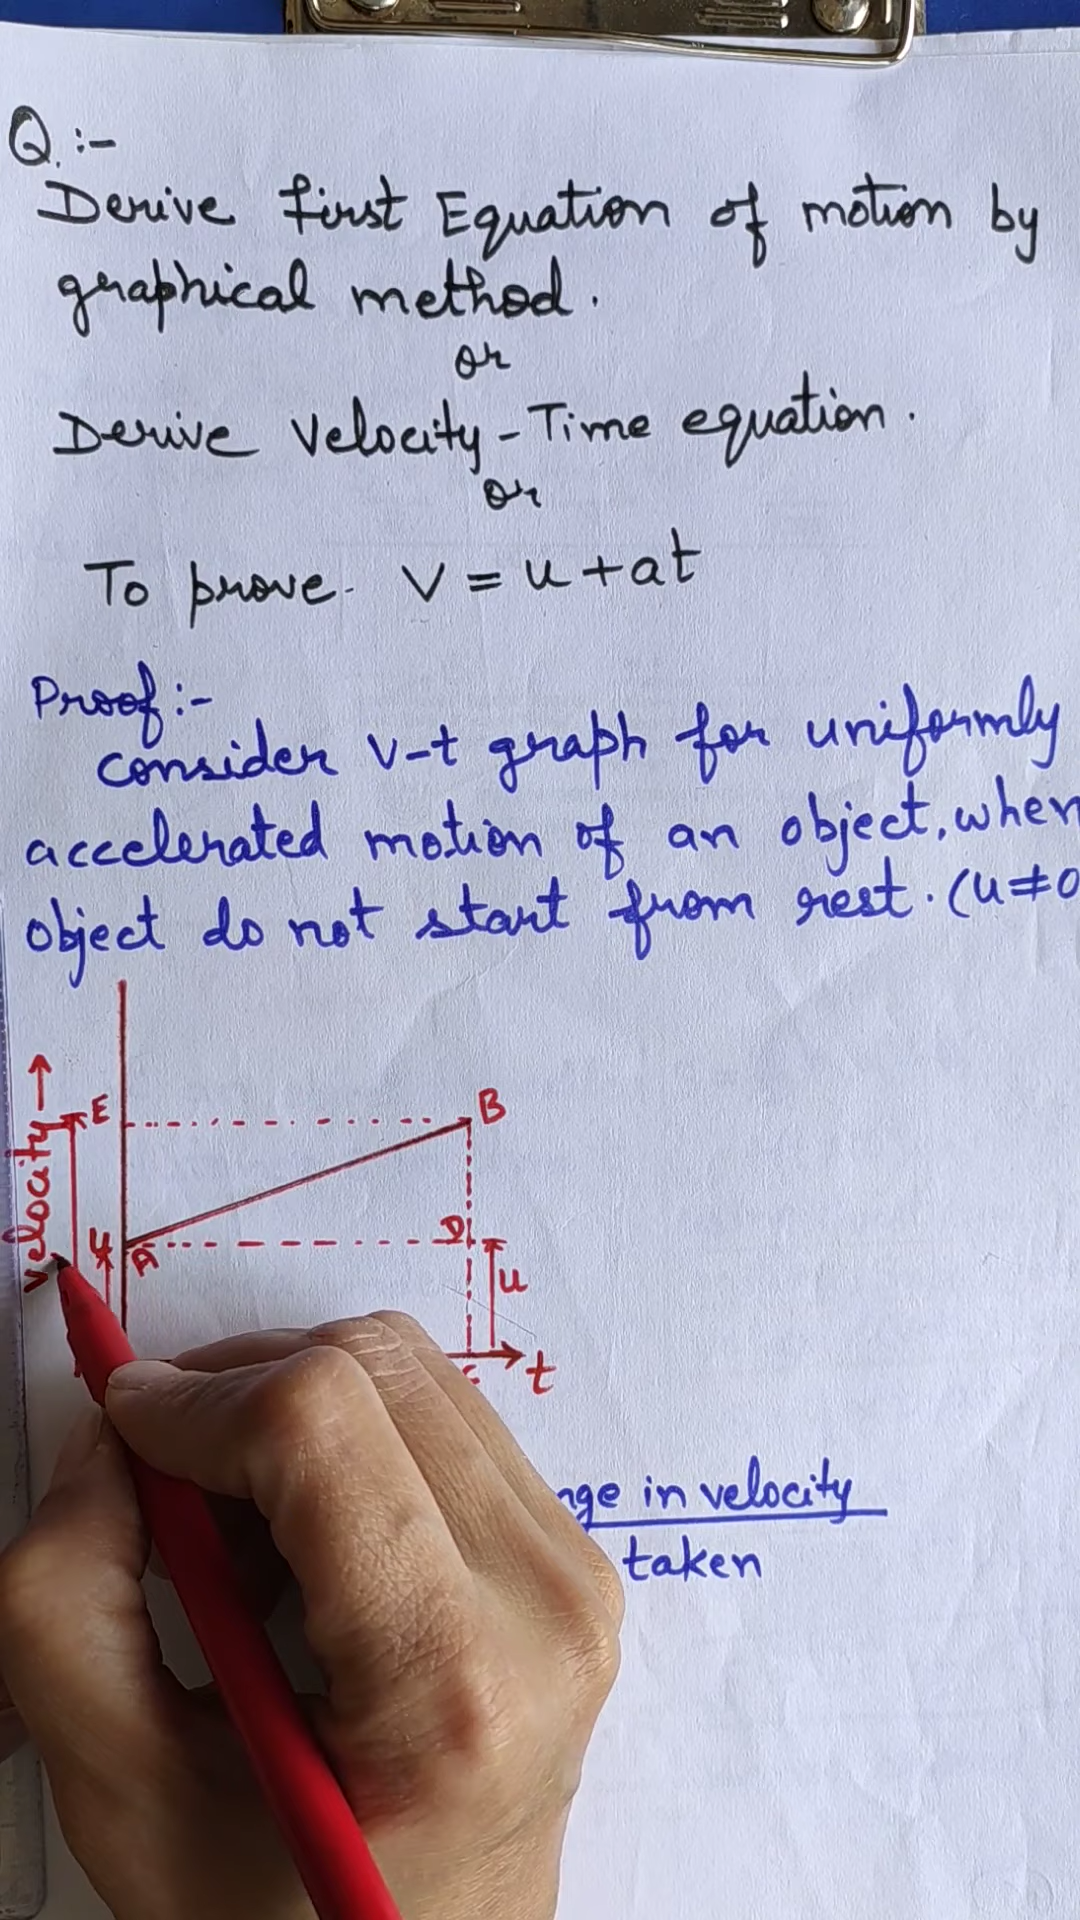 Q. :-
Derive first Equation of motion by
graphical method.
or
Derive Velocity-Time equation.
or
To prove. V = u + at
Proof :-
consider v-t graph for uniformly
accelerated motion of an object, when
object do not start from rest. (u ≠ 0
velocity →
E
B
u
A
D
u
t
in velocity
taken